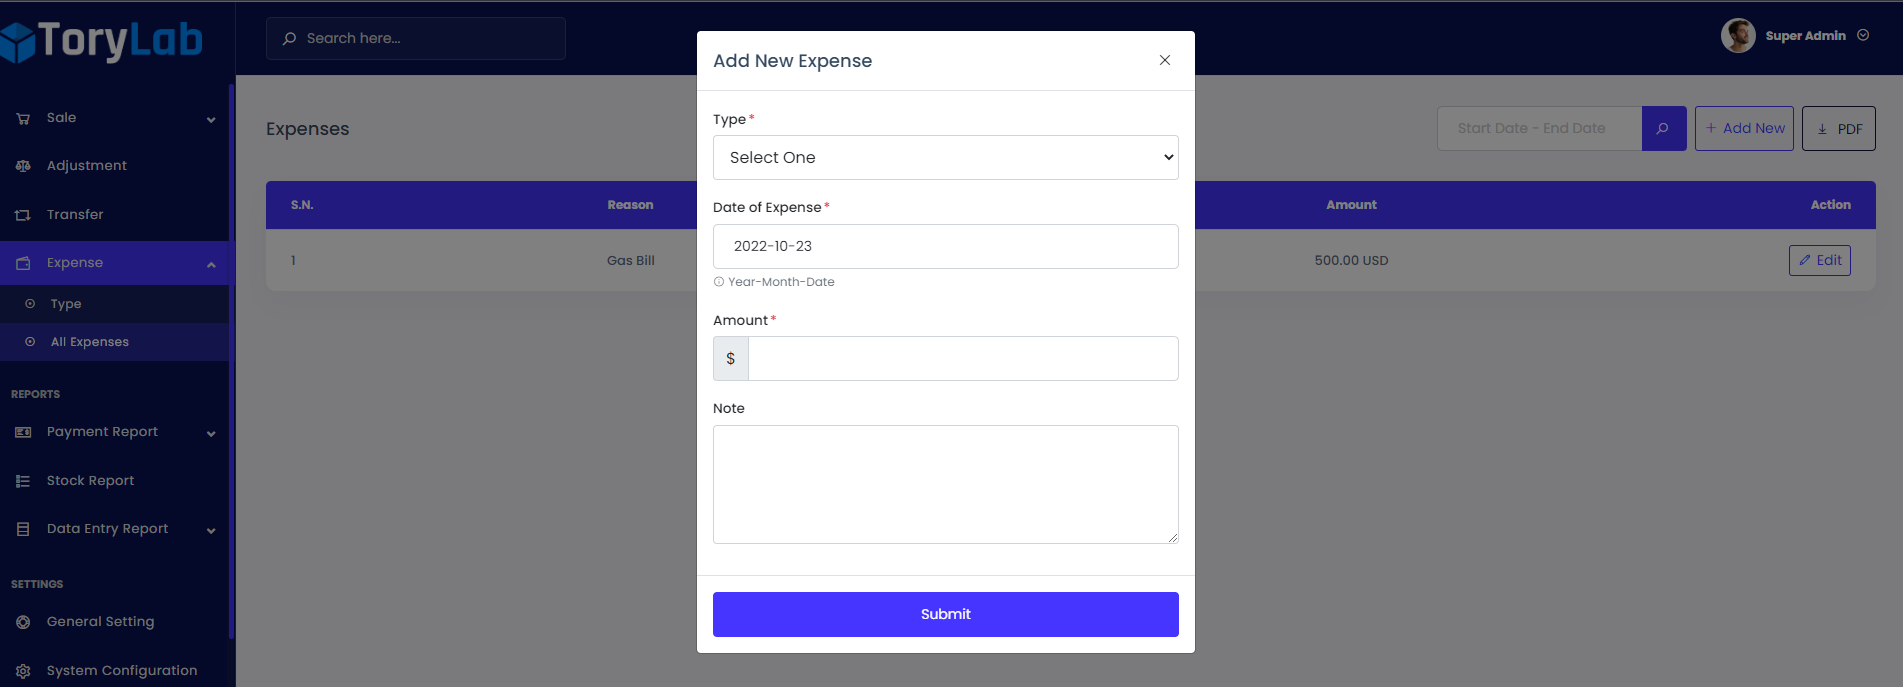 ToryLab
Search here...
Super Admin
Sale
Adjustment
Transfer
Expense
Type
All Expenses
REPORTS
Payment Report
Stock Report
Data Entry Report
SETTINGS
General Setting
System Configuration
Expenses
Start Date - End Date
+ Add New
PDF
S.N. Reason Amount Action
1 Gas Bill 500.00 USD Edit
Add New Expense
Type*
Select One
Date of Expense*
2022-10-23
Year-Month-Date
Amount*
$
Note
Submit